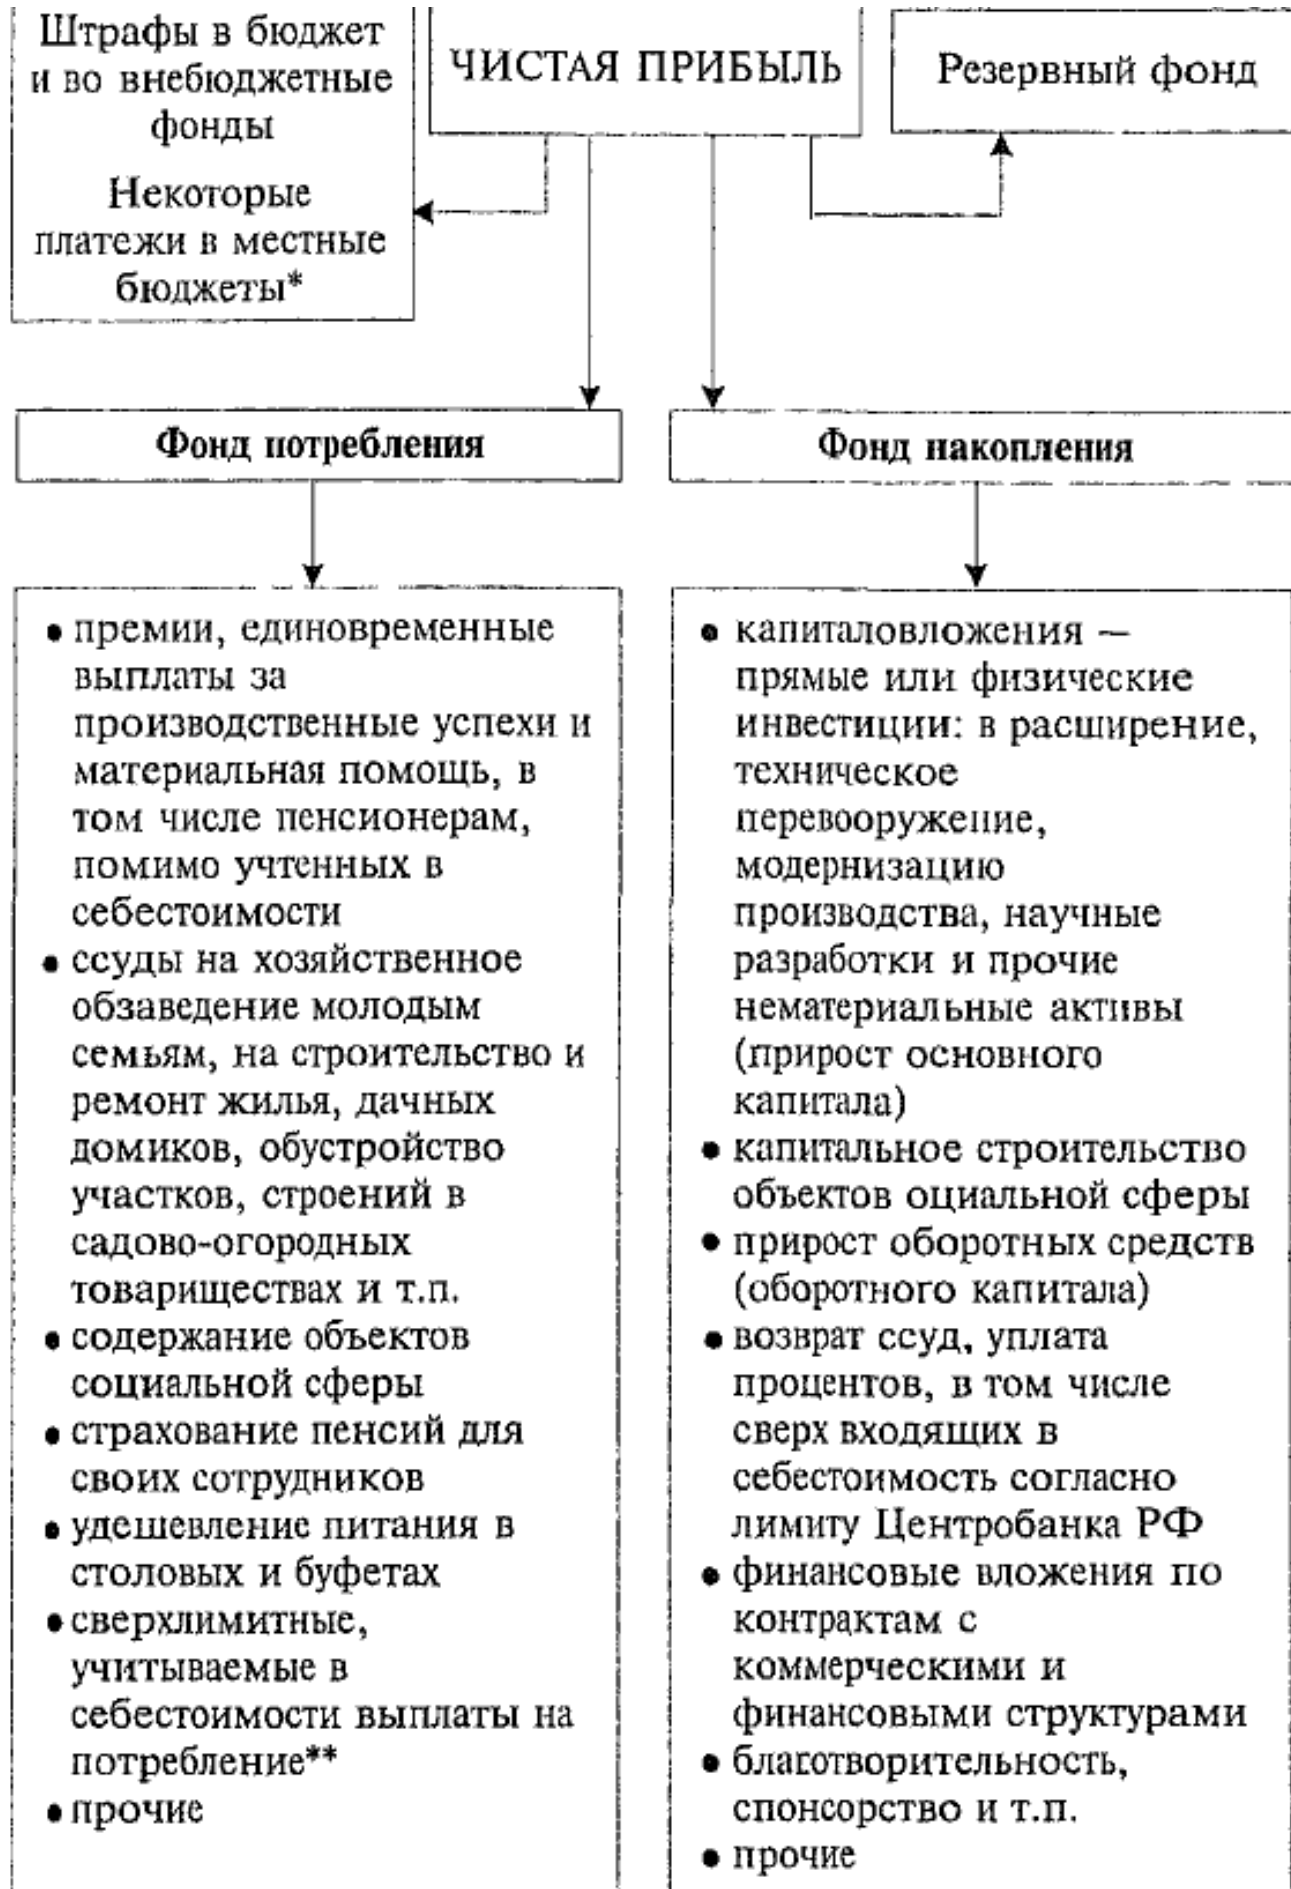 Штрафы в бюджет
и во внебюджетные
фонды
Некоторые
платежи в местные
бюджеты*
ЧИСТАЯ ПРИБЫЛЬ
Резервный фонд
Фонд потребления
• премии, единовременные
выплаты за
производственные успехи и
материальная помощь, в
том числе пенсионерам,
помимо учтенных в
себестоимости
• ссуды на хозяйственное
обзаведение молодым
семьям, на строительство и
ремонт жилья, дачных
домиков, обустройство
участков, строений в
садово-огородных
товариществах и т.п.
• содержание объектов
социальной сферы
• страхование пенсий для
своих сотрудников
• удешевление питания в
столовых и буфетах
• сверхлимитные,
учитываемые в
себестоимости выплаты на
потребление**
• прочие
Фонд накопления
• капиталовложения —
прямые или физические
инвестиции: в расширение,
техническое
перевооружение,
модернизацию
производства, научные
разработки и прочие
нематериальные активы
(прирост основного
капитала)
• капитальное строительство
объектов оциальной сферы
• прирост оборотных средств
(оборотного капитала)
• возврат ссуд, уплата
процентов, в том числе
сверх входящих в
себестоимость согласно
лимиту Центробанка РФ
• финансовые вложения по
контрактам с
коммерческими и
финансовыми структурами
• благотворительность,
спонсорство и т.п.
• прочие